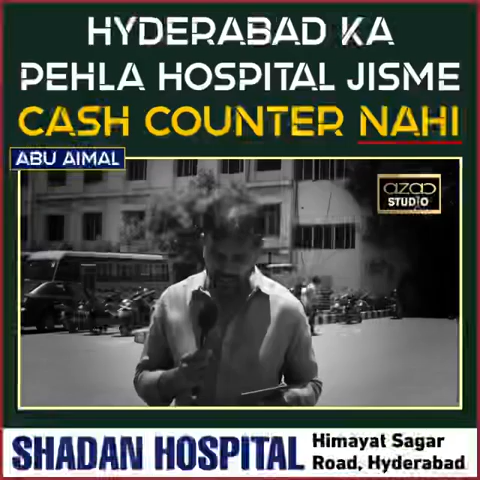 HYDERABAD KA
PEHLA HOSPITAL JISME
CASH COUNTER NAHI
ABU AIMAL
azad
STUDIO
SHADAN HOSPITAL
Himayat Sagar
Road, Hyderabad